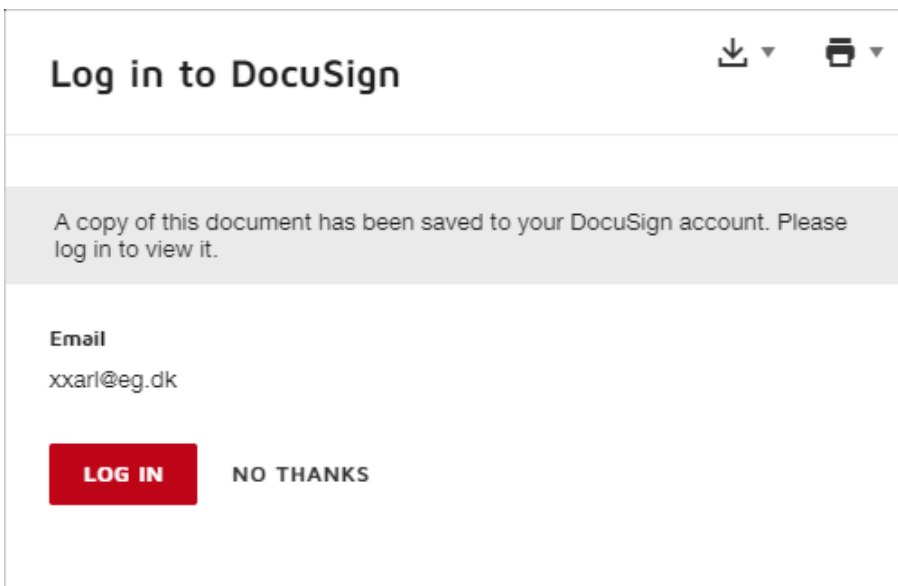 Log in to DocuSign
A copy of this document has been saved to your DocuSign account. Please
log in to view it.
Email
xxarl@eg.dk
LOG IN NO THANKS